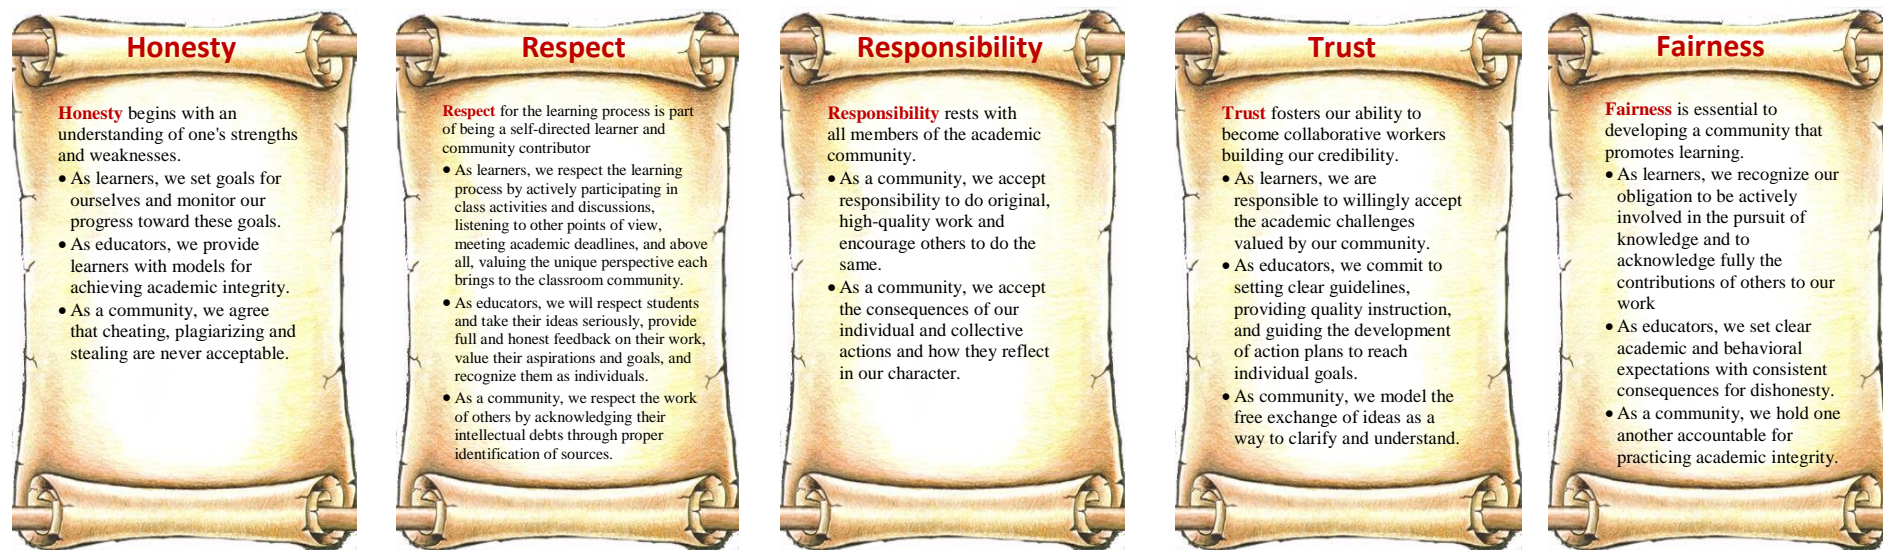 Honesty
Honesty begins with an
understanding of one's strengths
and weaknesses.
• As learners, we set goals for
ourselves and monitor our
progress toward these goals.
• As educators, we provide
learners with models for
achieving academic integrity.
• As a community, we agree
that cheating, plagiarizing and
stealing are never acceptable.
Respect
Respect for the learning process is part
of being a self-directed learner and
community contributor
• As learners, we respect the learning
process by actively participating in
class activities and discussions,
listening to other points of view,
meeting academic deadlines, and above
all, valuing the unique perspective each
brings to the classroom community.
• As educators, we will respect students
and take their ideas seriously, provide
full and honest feedback on their work,
value their aspirations and goals, and
recognize them as individuals.
• As a community, we respect the work
of others by acknowledging their
intellectual debts through proper
identification of sources.
Responsibility
Responsibility rests with
all members of the academic
community.
• As a community, we accept
responsibility to do original,
high-quality work and
encourage others to do the
same.
• As a community, we accept
the consequences of our
individual and collective
actions and how they reflect
in our character.
Trust
Trust fosters our ability to
become collaborative workers
building our credibility.
• As learners, we are
responsible to willingly accept
the academic challenges
valued by our community.
• As educators, we commit to
setting clear guidelines,
providing quality instruction,
and guiding the development
of action plans to reach
individual goals.
• As community, we model the
free exchange of ideas as a
way to clarify and understand.
Fairness
Fairness is essential to
developing a community that
promotes learning.
• As learners, we recognize our
obligation to be actively
involved in the pursuit of
knowledge and to
acknowledge fully the
contributions of others to our
work
• As educators, we set clear
academic and behavioral
expectations with consistent
consequences for dishonesty.
• As a community, we hold one
another accountable for
practicing academic integrity.